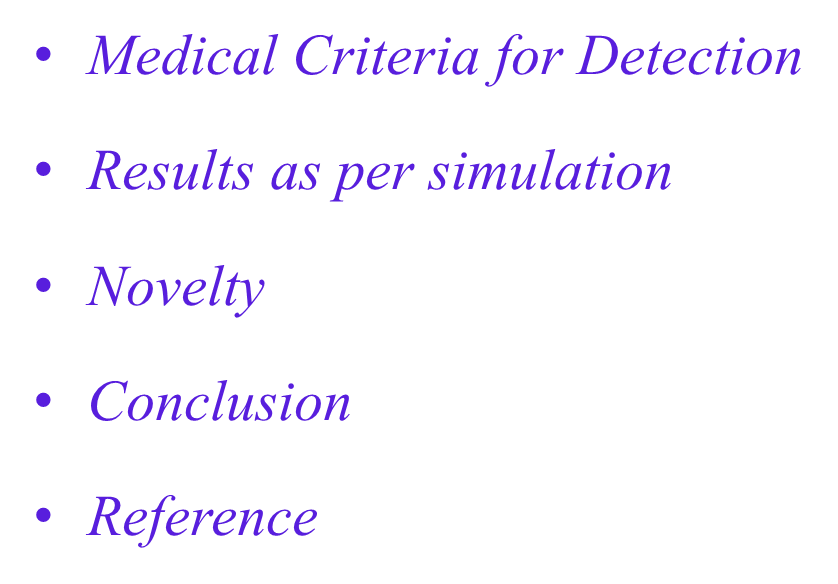 • Medical Criteria for Detection
• Results as per simulation
• Novelty
• Conclusion
• Reference